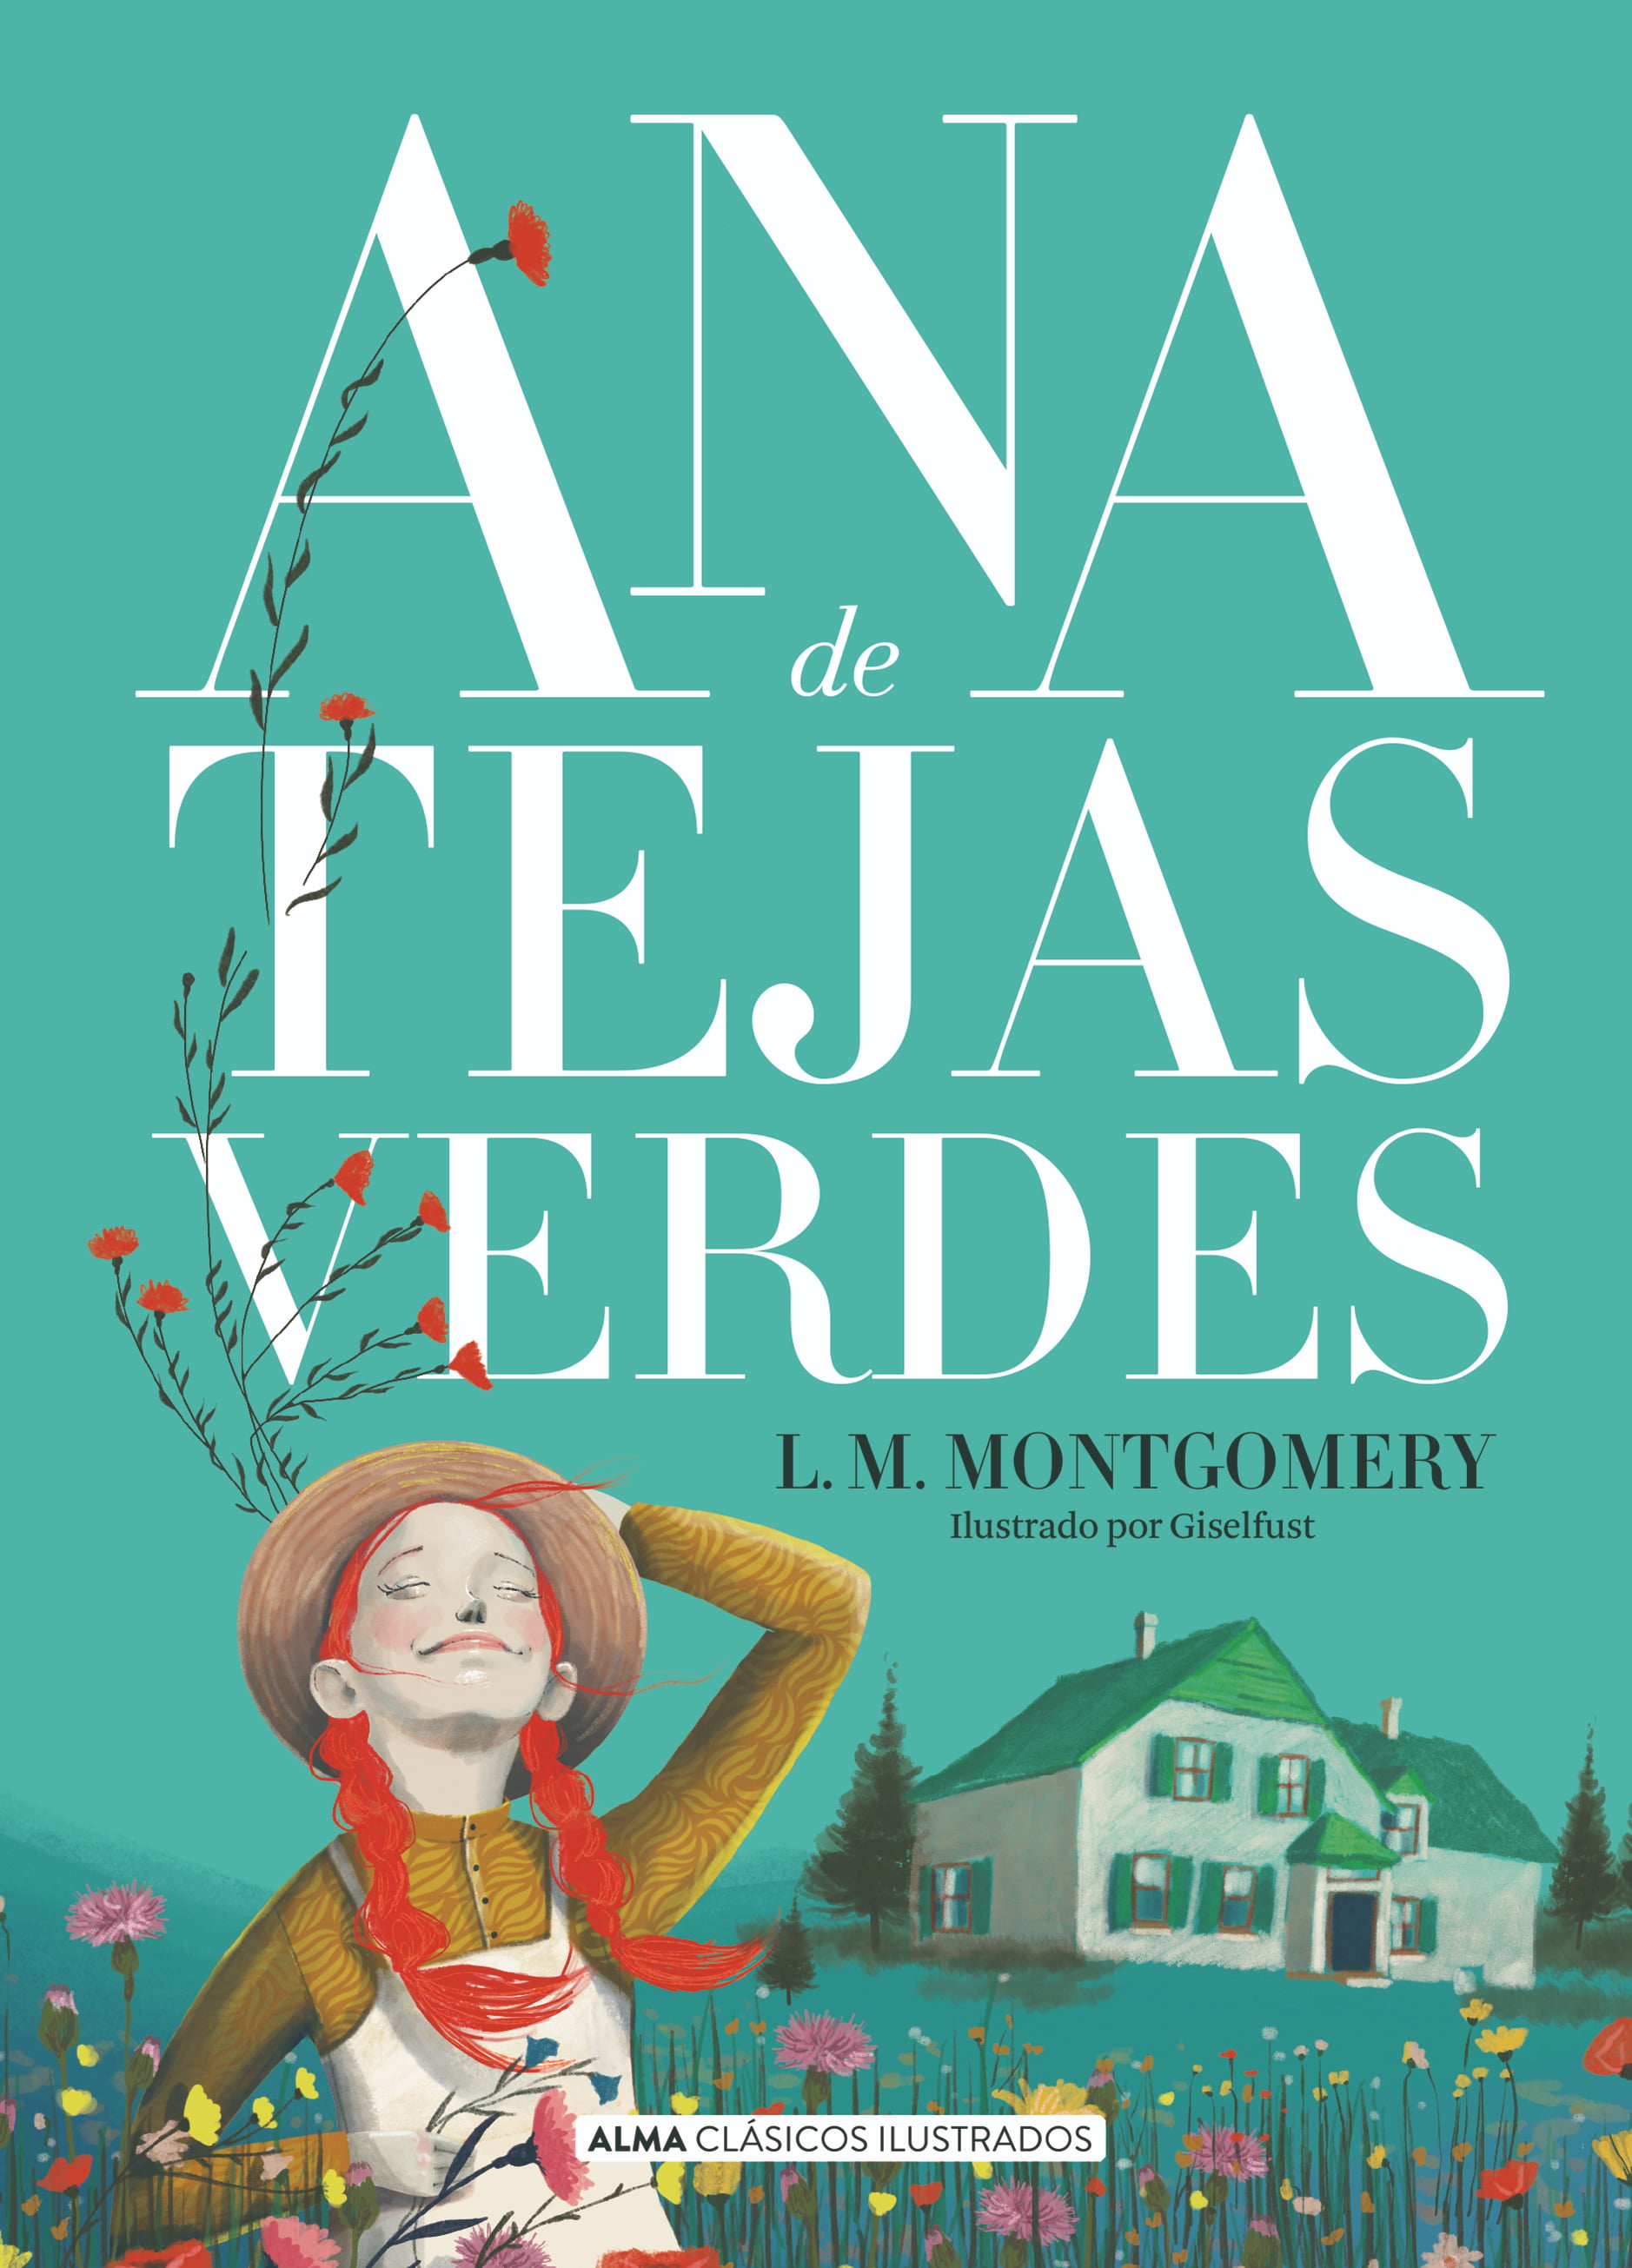 ANA
de
TEJAS
VERDES
L. M. MONTGOMERY
Ilustrado por Giselfust
ALMA CLÁSICOS ILUSTRADOS